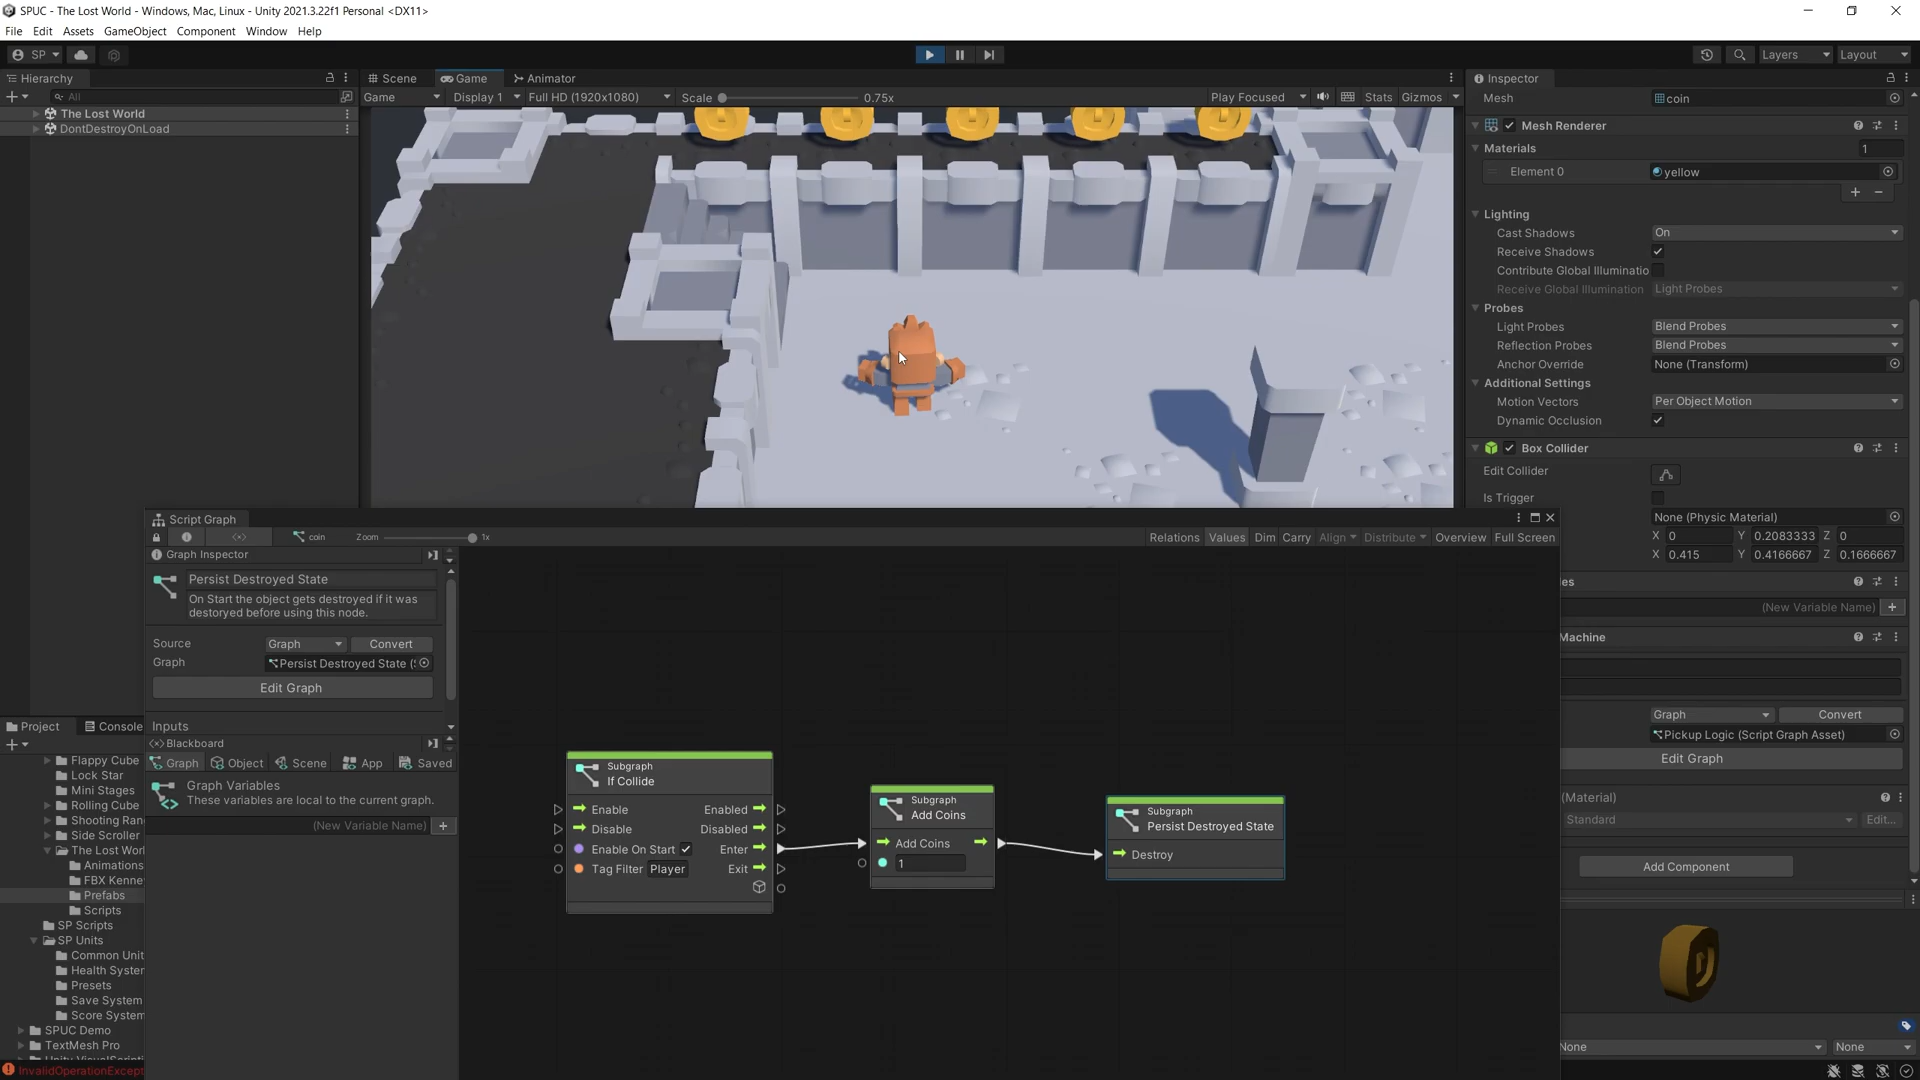 SPUC - The Lost World - Windows, Mac, Linux - Unity 2021.3.22f1 Personal <DX11>
File Edit Assets GameObject Component Window Help
SP Layers Layout
Hierarchy
All
The Lost World
DontDestroyOnLoad
Scene Game Animator
Game Display 1 Full HD (1920x1080) Scale 0.75x Play Focused Stats Gizmos
Inspector
Mesh coin
Mesh Renderer
Materials 1
Element 0 yellow
Lighting
Cast Shadows On
Receive Shadows
Contribute Global Illuminatio
Receive Global Illumination Light Probes
Probes
Light Probes Blend Probes
Reflection Probes Blend Probes
Anchor Override None (Transform)
Additional Settings
Motion Vectors Per Object Motion
Dynamic Occlusion
Box Collider
Edit Collider
Is Trigger
None (Physic Material)
X 0 Y 0.2083333 Z 0
X 0.415 Y 0.4166667 Z 0.1666667
les
(New Variable Name)
Machine
Graph Convert
Pickup Logic (Script Graph Asset)
Edit Graph
(Material)
Standard Edit...
Add Component
None None
Script Graph
coin Zoom 1x Relations Values Dim Carry Align Distribute Overview Full Screen
Graph Inspector
Persist Destroyed State
On Start the object gets destroyed if it was
destoryed before using this node.
Source Graph Convert
Graph Persist Destroyed State (
Edit Graph
Inputs
Blackboard
Graph Object Scene App Saved
Graph Variables
These variables are local to the current graph.
(New Variable Name)
Subgraph
If Collide
Enable Enabled
Disable Disabled
Enable On Start Enter
Tag Filter Player Exit
Subgraph
Add Coins
Add Coins
1
Subgraph
Persist Destroyed State
Destroy
Project Console
Flappy Cube
Lock Star
Mini Stages
Rolling Cube
Shooting Ran
Side Scroller
The Lost Worl
Animations
FBX Kenne
Prefabs
Scripts
SP Scripts
SP Units
Common Unit
Health System
Presets
Save System
Score System
SPUC Demo
TextMesh Pro
InvalidOperationExcept